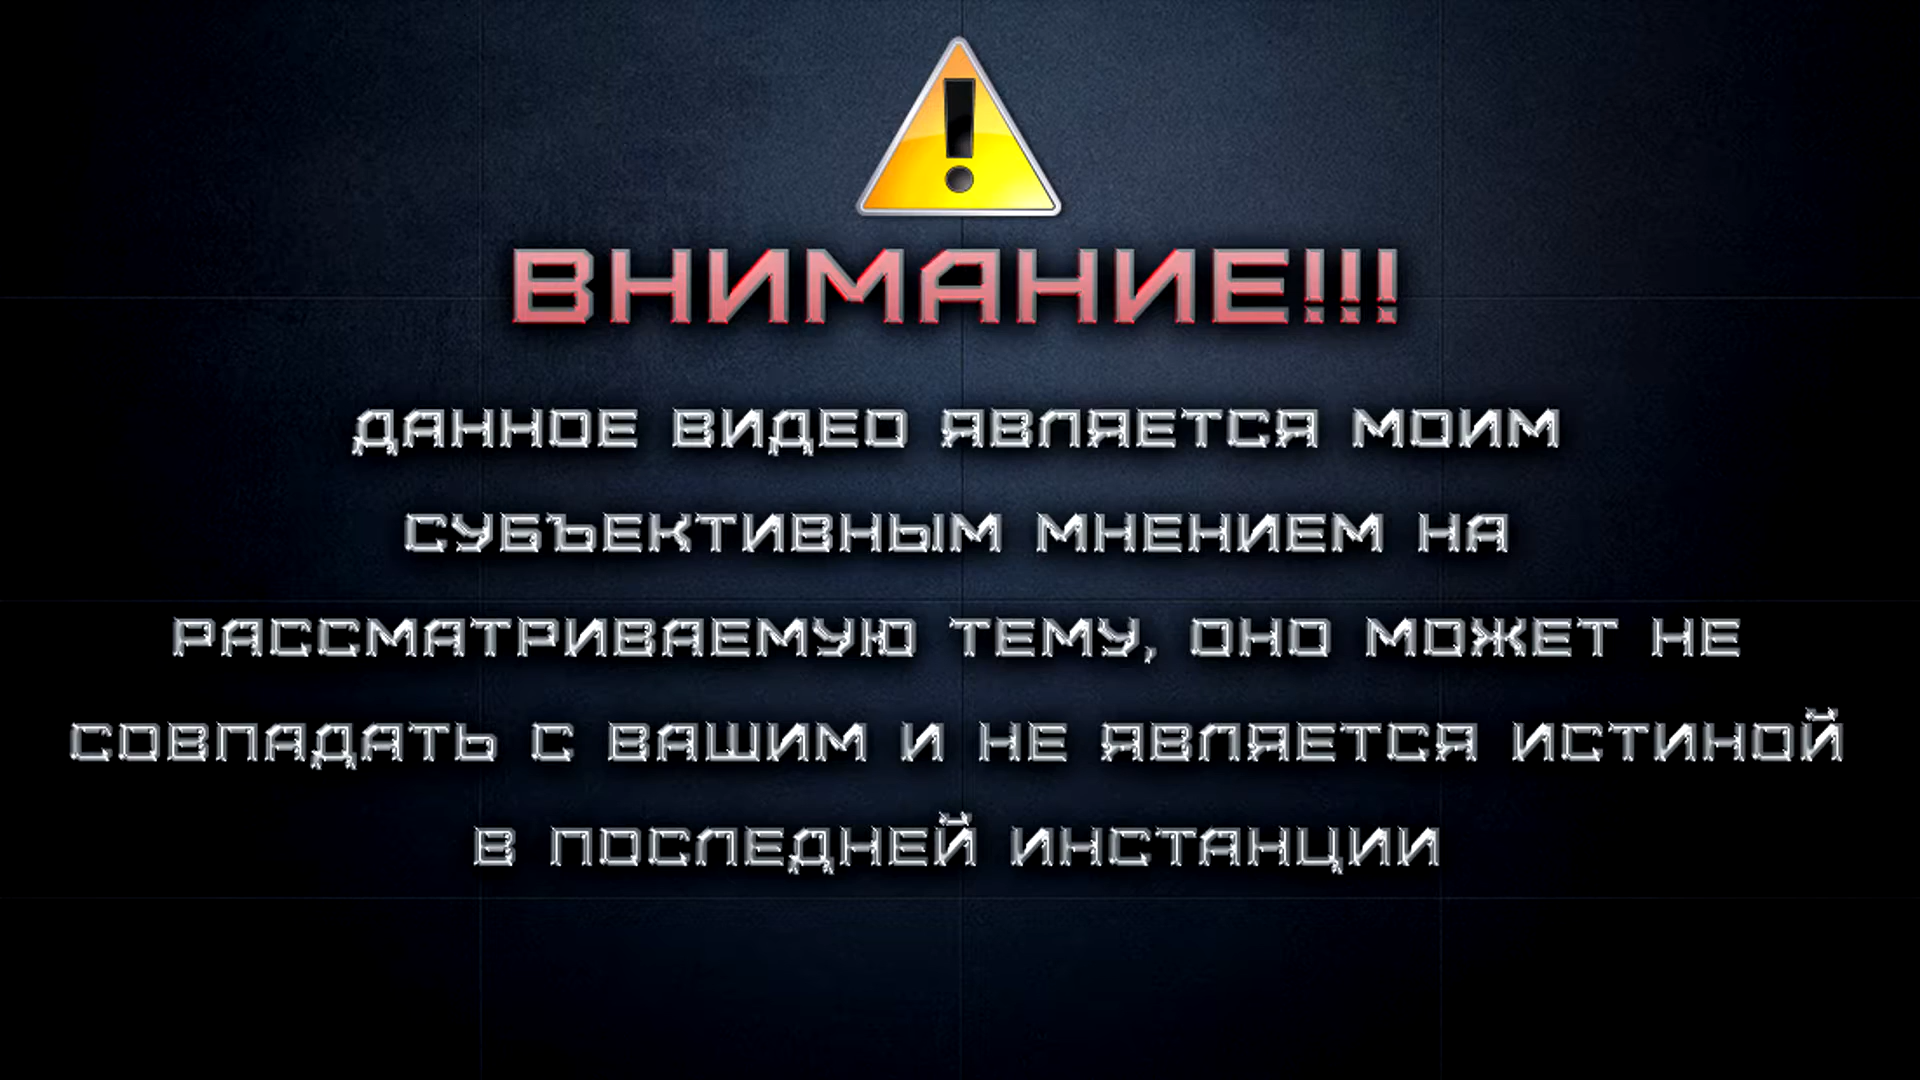 ВНИМАНИЕ!!!
ДАННОЕ ВИДЕО ЯВЛЯЕТСЯ МОИМ
СУБЪЕКТИВНЫМ МНЕНИЕМ НА
РАССМАТРИВАЕМУЮ ТЕМУ, ОНО МОЖЕТ НЕ
СОВПАДАТЬ С ВАШИМ И НЕ ЯВЛЯЕТСЯ ИСТИНОЙ
В ПОСЛЕДНЕЙ ИНСТАНЦИИ